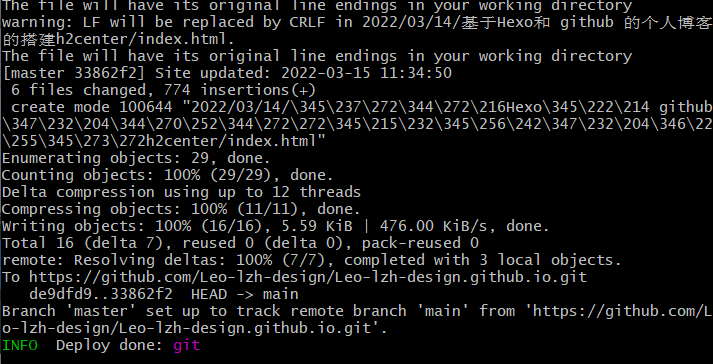 The file will have its original line endings in your working directory
warning: LF will be replaced by CRLF in 2022/03/14/基于Hexo和 github 的个人博客
的搭建h2center/index.html.
The file will have its original line endings in your working directory
[master 33862f2] Site updated: 2022-03-15 11:34:50
 6 files changed, 774 insertions(+)
 create mode 100644 "2022/03/14/\345\237\272\344\272\216Hexo\345\222\214 github
\347\232\204\344\270\252\344\272\272\345\215\232\345\256\242\347\232\204\346\22
\255\345\273\272h2center/index.html"
Enumerating objects: 29, done.
Counting objects: 100% (29/29), done.
Delta compression using up to 12 threads
Compressing objects: 100% (11/11), done.
Writing objects: 100% (16/16), 5.59 KiB | 476.00 KiB/s, done.
Total 16 (delta 7), reused 0 (delta 0), pack-reused 0
remote: Resolving deltas: 100% (7/7), completed with 3 local objects.
To https://github.com/Leo-lzh-design/Leo-lzh-design.github.io.git
   de9dfd9..33862f2  HEAD -> main
Branch 'master' set up to track remote branch 'main' from 'https://github.com/Le
o-lzh-design/Leo-lzh-design.github.io.git'.
INFO  Deploy done: git